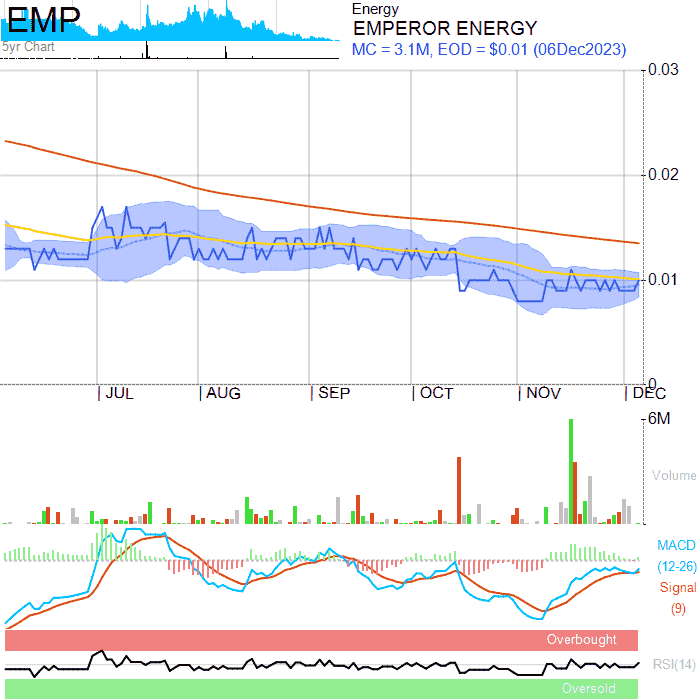 EMP
5yr Chart
Energy
EMPEROR ENERGY
MC = 3.1M, EOD = $0.01 (06Dec2023)
0.03
0.02
0.01
0
JUL AUG SEP OCT NOV DEC
6M
Volume
MACD
(12-26)
Signal
(9)
Overbought
RSI(14)
Oversold